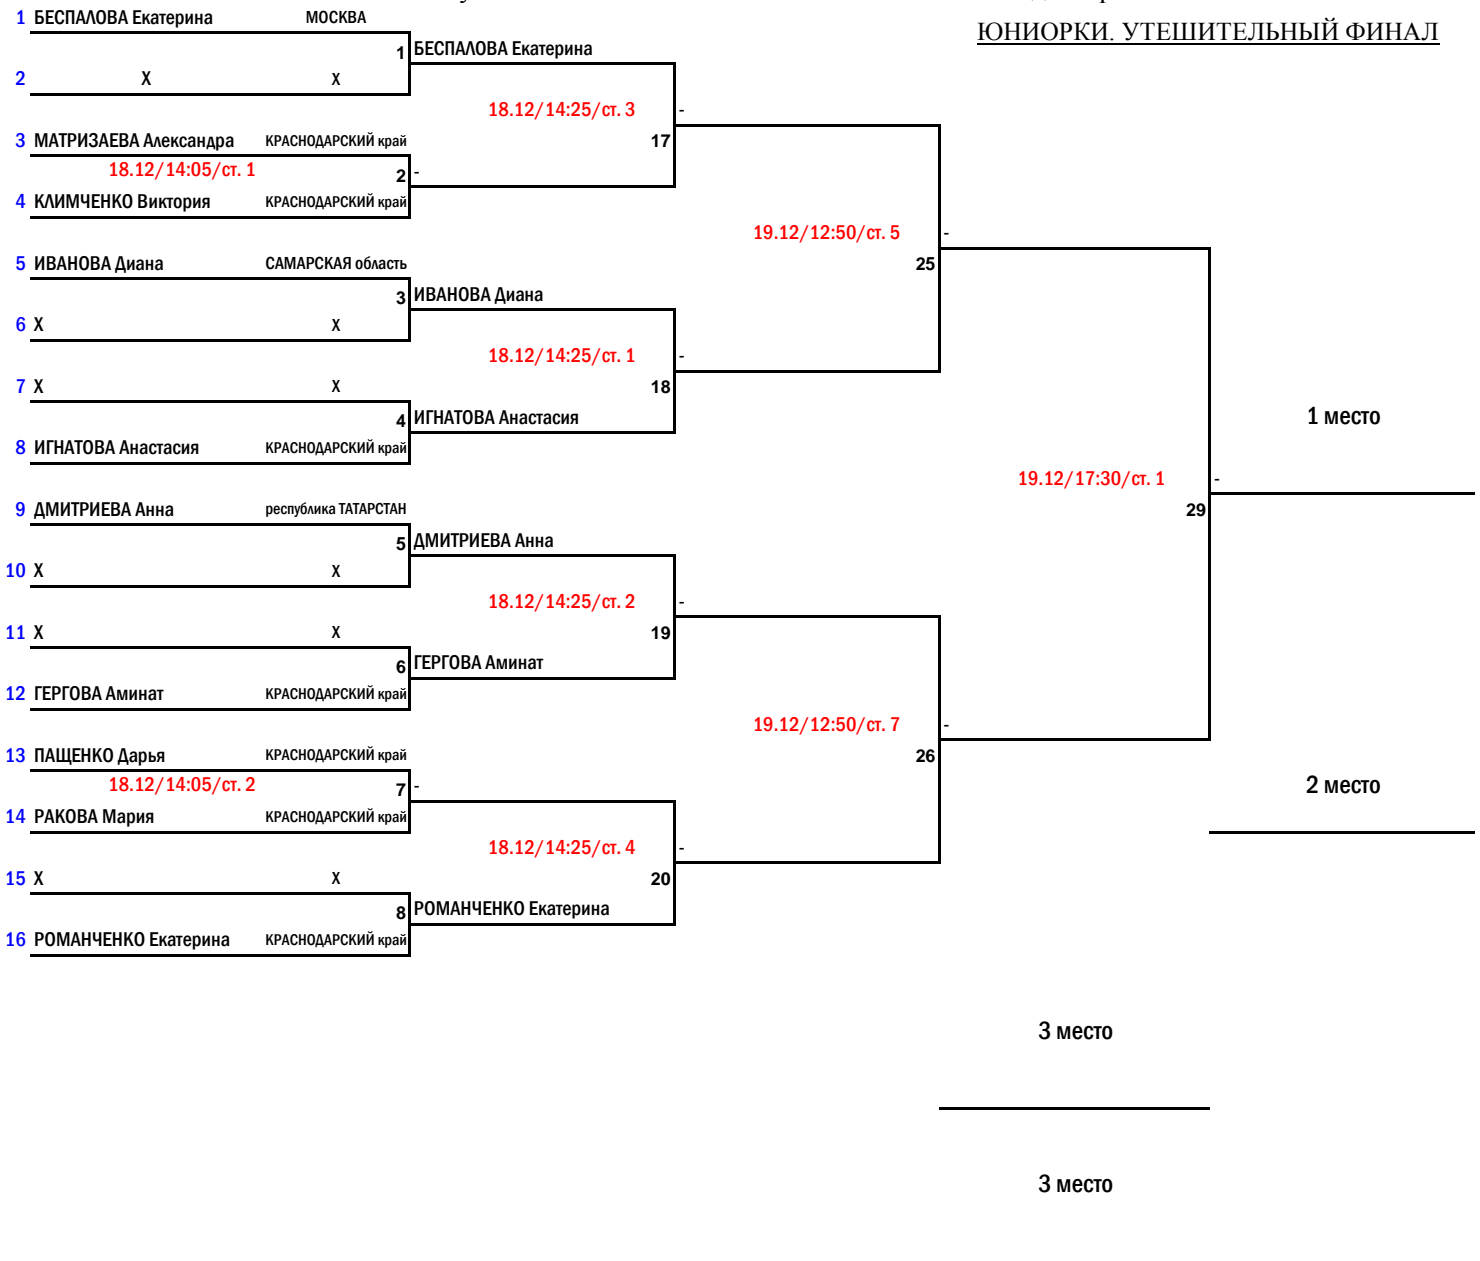 ЮНИОРКИ. УТЕШИТЕЛЬНЫЙ ФИНАЛ
1 БЕСПАЛОВА Екатерина МОСКВА
1 БЕСПАЛОВА Екатерина
2 X X
18.12/14:25/ст. 3 -
3 МАТРИЗАЕВА Александра КРАСНОДАРСКИЙ край
17
18.12/14:05/ст. 1
2 -
4 КЛИМЧЕНКО Виктория КРАСНОДАРСКИЙ край
19.12/12:50/ст. 5 -
5 ИВАНОВА Диана САМАРСКАЯ область
25
3 ИВАНОВА Диана
6 X X
18.12/14:25/ст. 1 -
7 X X
18
4 ИГНАТОВА Анастасия
1 место
8 ИГНАТОВА Анастасия КРАСНОДАРСКИЙ край
19.12/17:30/ст. 1 -
9 ДМИТРИЕВА Анна республика ТАТАРСТАН
29
5 ДМИТРИЕВА Анна
10 X X
18.12/14:25/ст. 2 -
11 X X
19
6 ГЕРГОВА Аминат
12 ГЕРГОВА Аминат КРАСНОДАРСКИЙ край
19.12/12:50/ст. 7 -
13 ПАЩЕНКО Дарья КРАСНОДАРСКИЙ край
26
18.12/14:05/ст. 2
7 -
2 место
14 РАКОВА Мария КРАСНОДАРСКИЙ край
18.12/14:25/ст. 4 -
15 X X
20
8 РОМАНЧЕНКО Екатерина
16 РОМАНЧЕНКО Екатерина КРАСНОДАРСКИЙ край
3 место
3 место